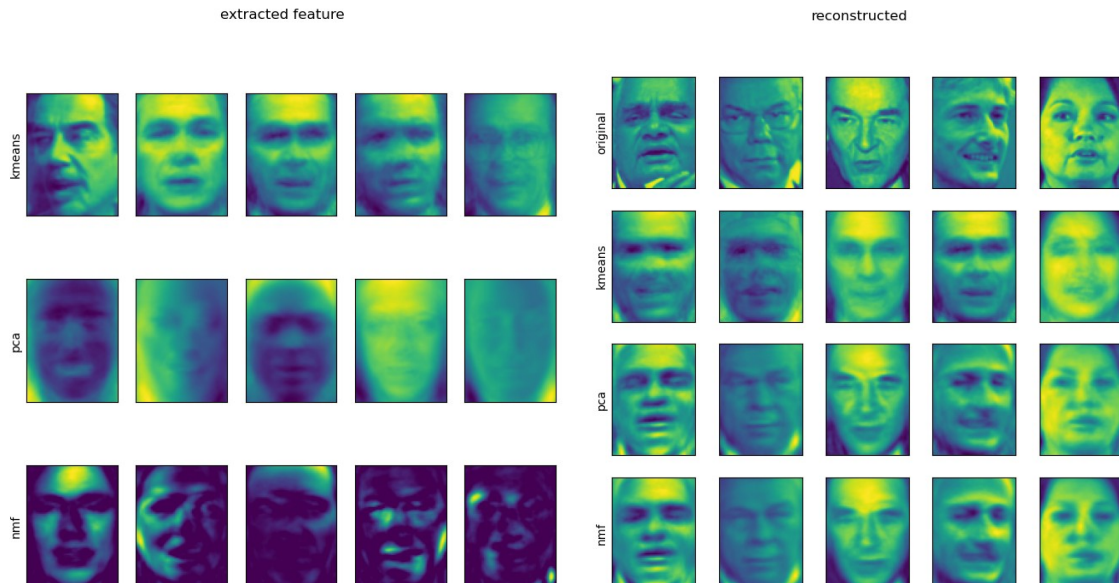 extracted feature
kmeans
pca
nmf
reconstructed
original
kmeans
pca
nmf